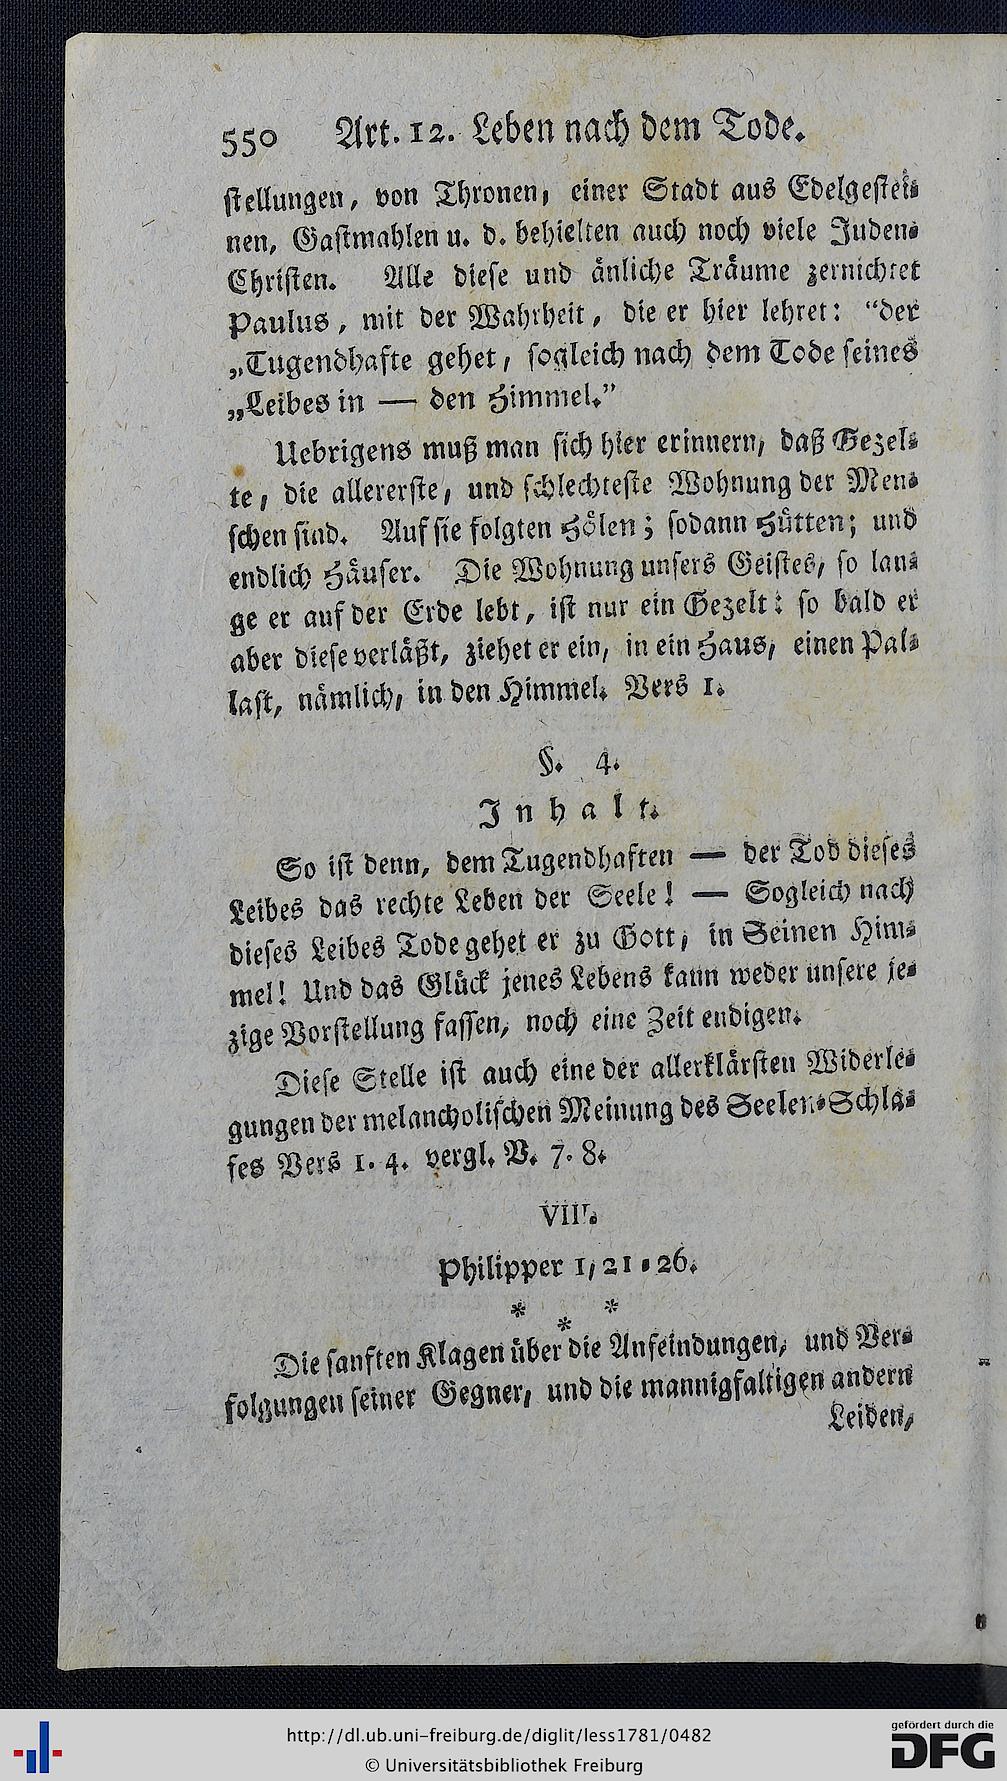 550 Art. 12. Leben nach dem Tode.
stellungen, von Thronen, einer Stadt aus Edelgestei-
nen, Gastmahlen u. d. behielten auch noch viele Juden-
Christen. Alle diese und änliche Träume zernichtet
Paulus, mit der Wahrheit, die er hier lehret: “der
„Tugendhafte gehet, sogleich nach dem Tode seines
„Leibes in — den Himmel.”
Uebrigens muß man sich hier erinnern, daß Gezel-
te, die allererste, und schlechteste Wohnung der Men-
schen sind. Auf sie folgten Hölen; sodann Hütten; und
endlich Häuser. Die Wohnung unsers Geistes, so lan-
ge er auf der Erde lebt, ist nur ein Gezelt: so bald er
aber diese verläßt, ziehet er ein, in ein Haus, einen Pal-
last, nämlich, in den Himmel. Vers 1.
§. 4.
Inhalt.
So ist denn, dem Tugendhaften — der Tod dieses
Leibes das rechte Leben der Seele! — Sogleich nach
dieses Leibes Tode gehet er zu Gott, in Seinen Him-
mel! Und das Glück jenes Lebens kann weder unsere je-
zige Vorstellung fassen, noch eine Zeit endigen.
Diese Stelle ist auch eine der allerklärsten Widerle-
gungen der melancholischen Meinung des Seelen-Schla-
fes Vers 1. 4. vergl. V. 7. 8.
VIII.
Philipper 1, 21-26.
* * *
Die sanften Klagen über die Anfeindungen, und Ver-
folgungen seiner Gegner, und die mannigfaltigen andern
Leiden,
http://dl.ub.uni-freiburg.de/diglit/less1781/0482
© Universitätsbibliothek Freiburg
gefördert durch die
DFG